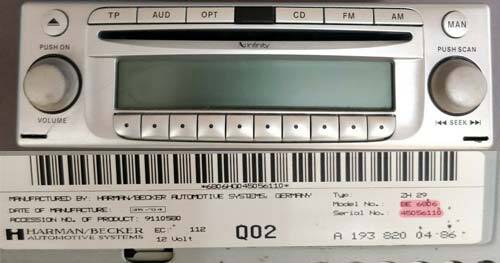 TP AUD OPT CD FM AM
MAN
PUSH ON
infinity
PUSH SCAN
VOLUME
SEEK
*6806HG045056110*
MANUFACTURED BY: HARMAN/BECKER AUTOMOTIVE SYSTEMS, GERMANY
Typ: ZH 29
DATE OF MANUFACTURE:
Model No.: BE 6806
ACCESSION NO. OF PRODUCT: 9110580
Serial No.: 45056110
HARMAN/BECKER
AUTOMOTIVE SYSTEMS
EC 112
12 Volt
Q02
A 193 820 04 86